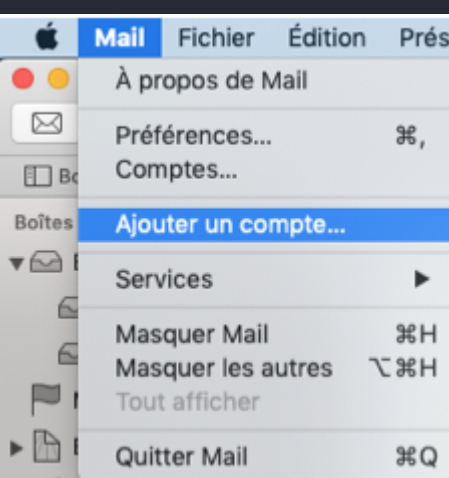 Mail Fichier Édition Prés
À propos de Mail
Préférences... ⌘,
Comptes...
Boîtes
Ajouter un compte...
Services ▶
Masquer Mail ⌘H
Masquer les autres ⌥⌘H
Tout afficher
Quitter Mail ⌘Q